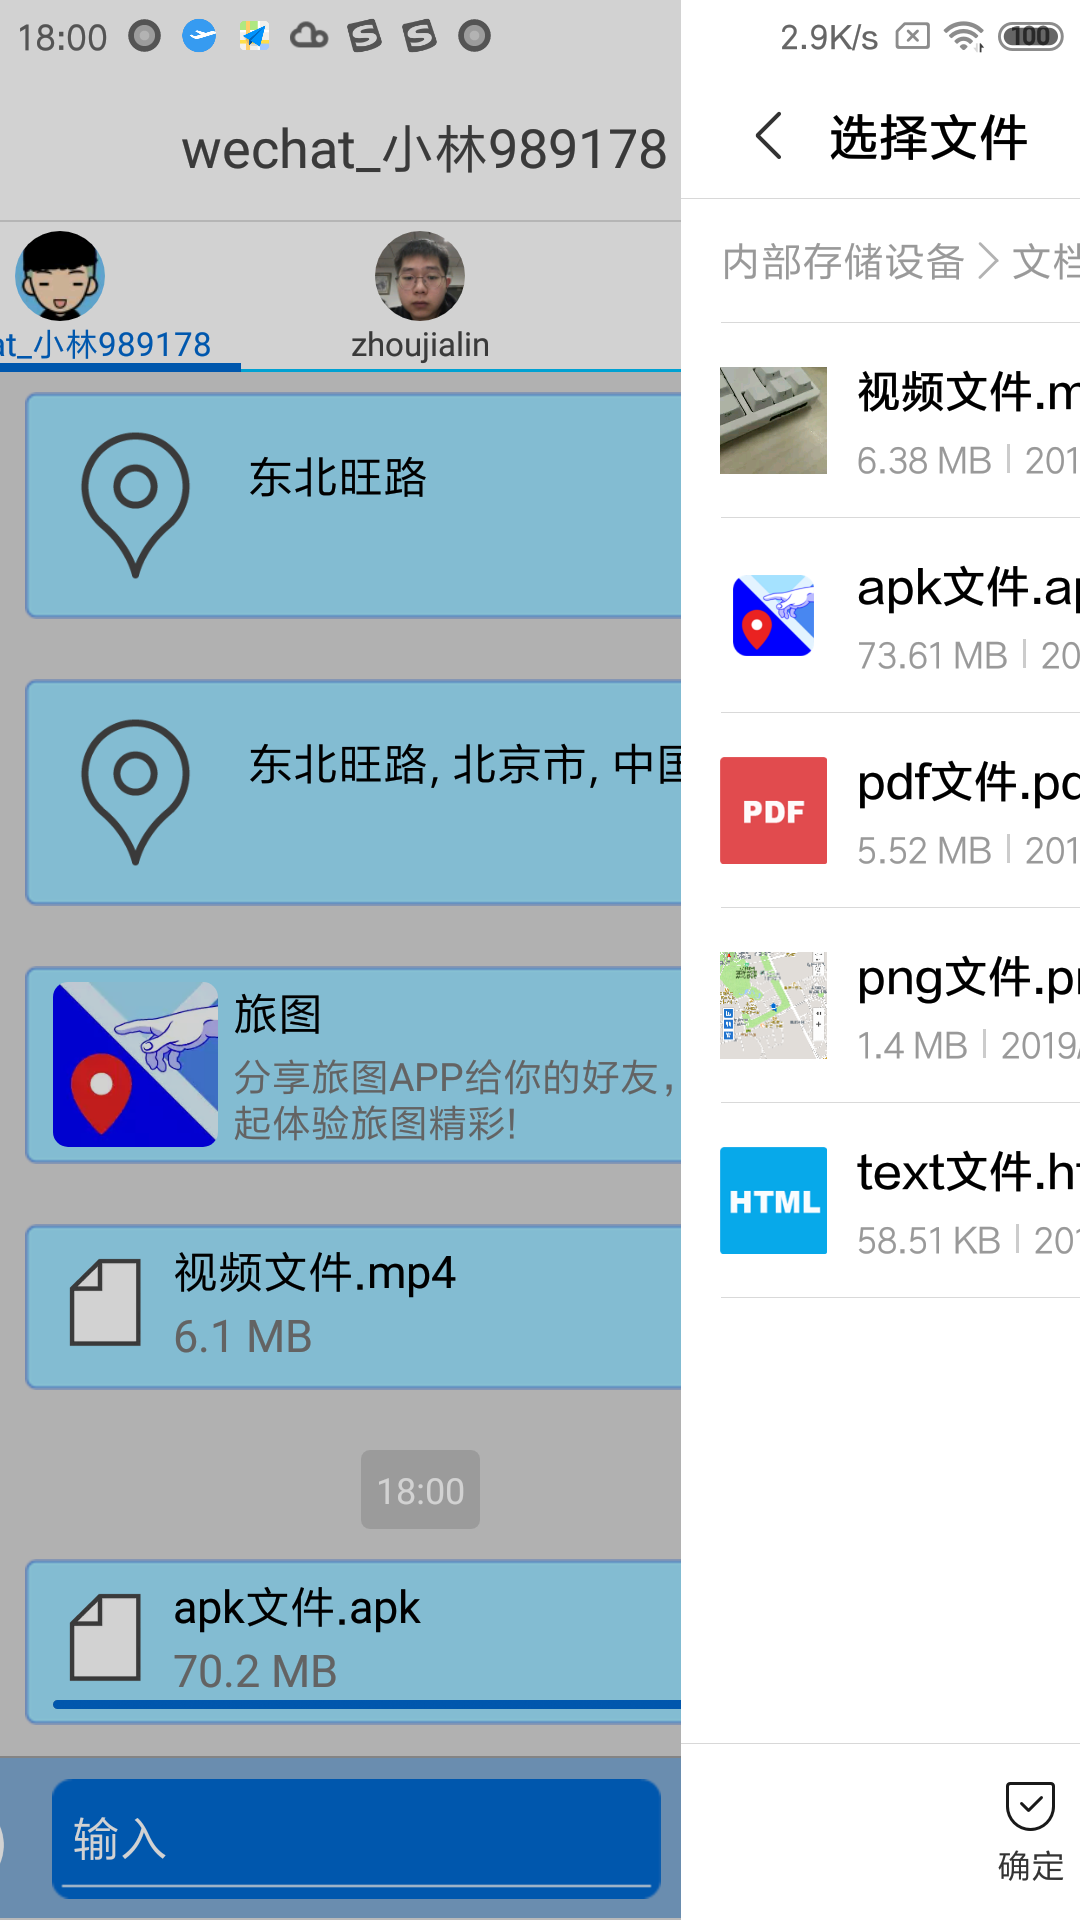 18:00
2.9K/s
100
wechat_小林989178
at_小林989178
zhoujialin
东北旺路
东北旺路, 北京市, 中国
旅图
分享旅图APP给你的好友,
起体验旅图精彩!
视频文件.mp4
6.1 MB
18:00
apk文件.apk
70.2 MB
输入
选择文件
内部存储设备 > 文档
视频文件.m
6.38 MB | 201
apk文件.ap
73.61 MB | 20
PDF
pdf文件.pd
5.52 MB | 201
png文件.pn
1.4 MB | 2019/
HTML
text文件.ht
58.51 KB | 201
确定